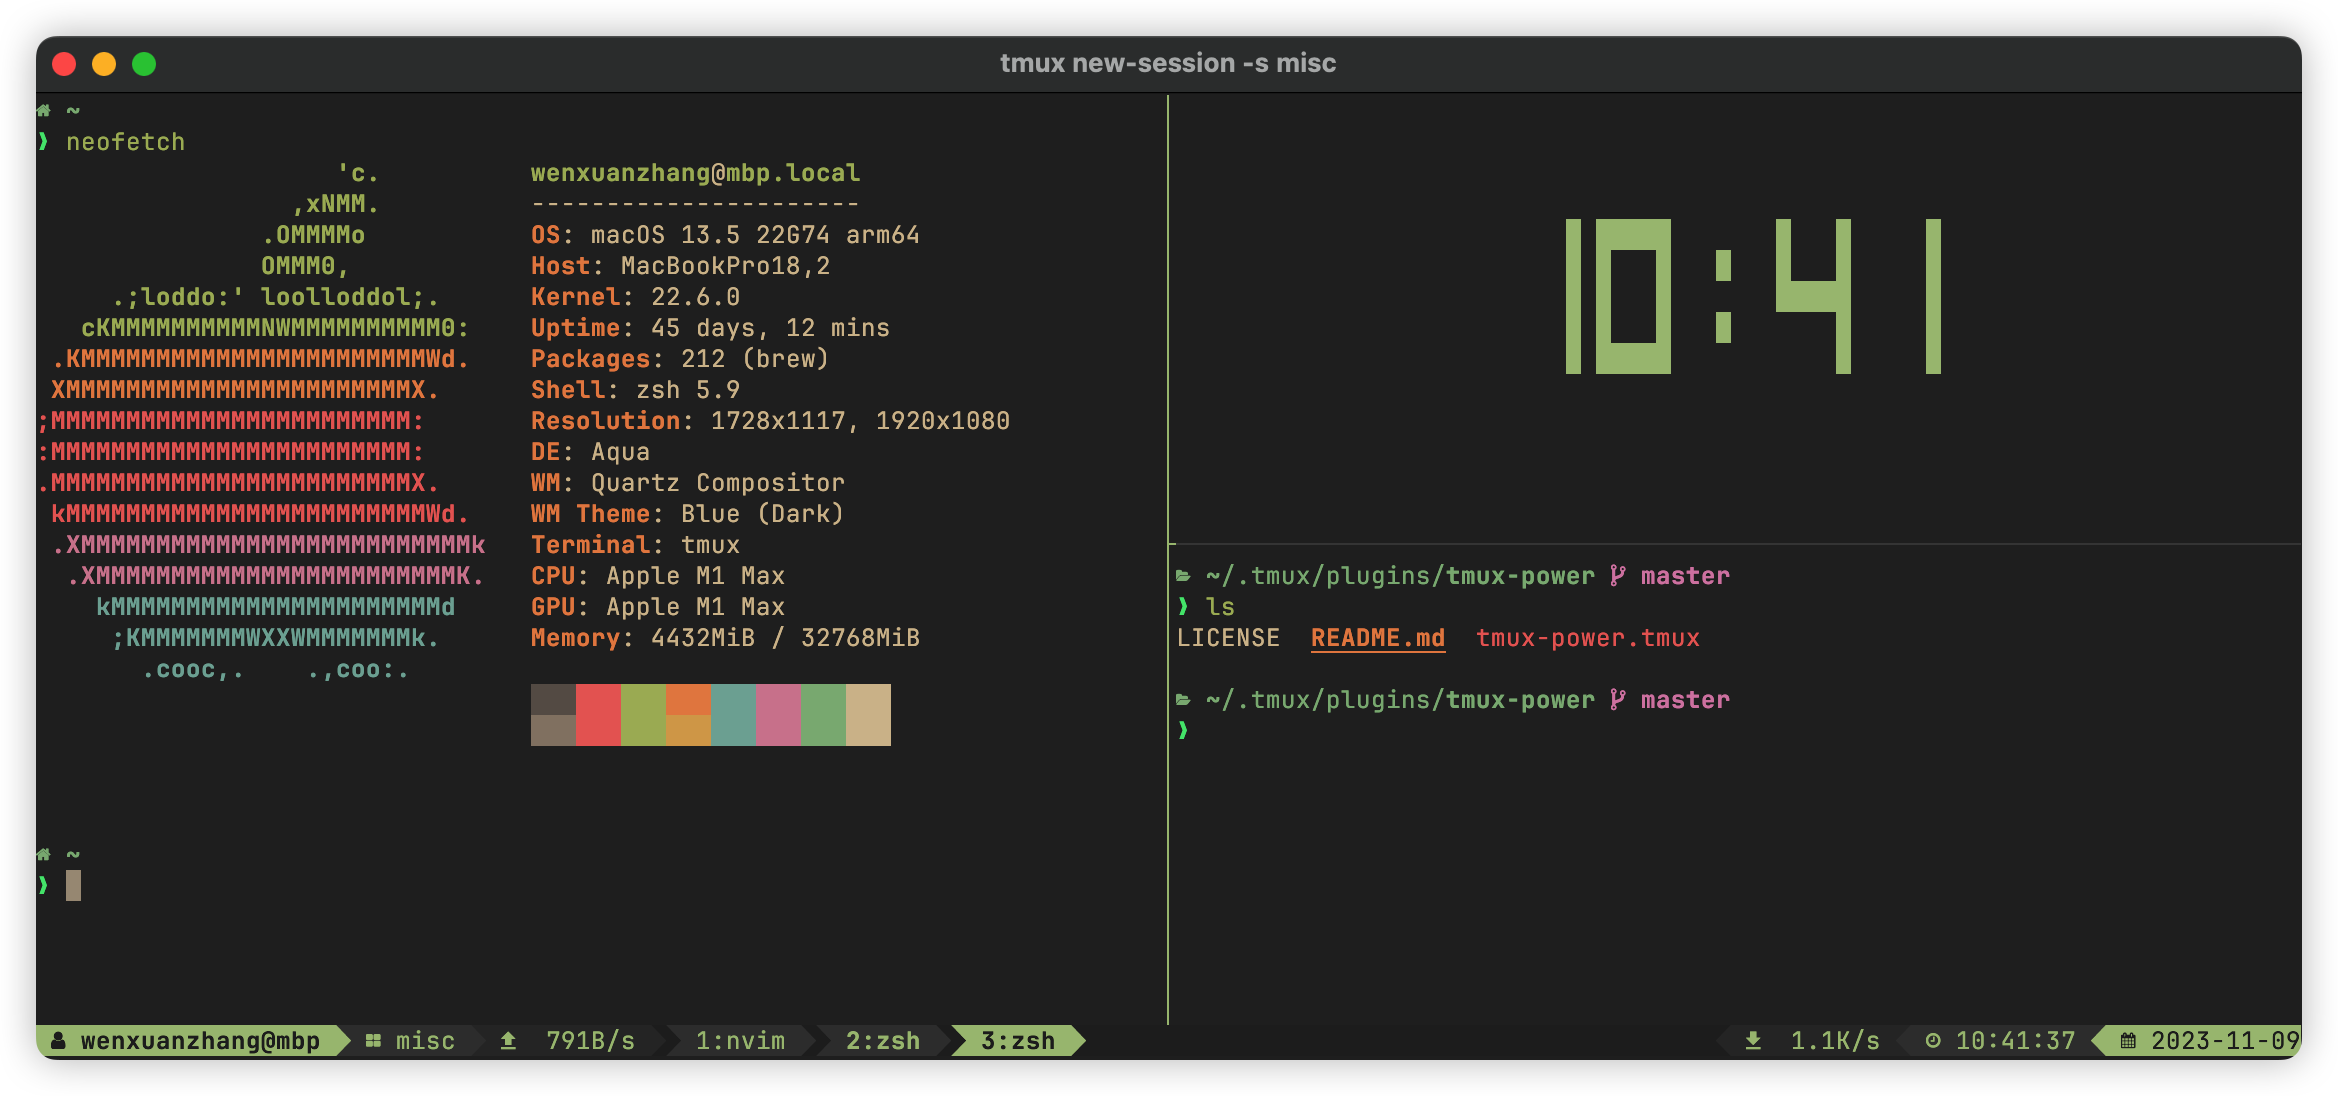 tmux new-session -s misc
~
❱ neofetch
'c.
,xNMM.
.OMMMMo
OMMM0,
.;loddo:' loolloddol;.
cKMMMMMMMMMMNWMMMMMMMMMM0:
.KMMMMMMMMMMMMMMMMMMMMMMMWd.
XMMMMMMMMMMMMMMMMMMMMMMMX.
;MMMMMMMMMMMMMMMMMMMMMMMM:
:MMMMMMMMMMMMMMMMMMMMMMMM:
.MMMMMMMMMMMMMMMMMMMMMMMMX.
kMMMMMMMMMMMMMMMMMMMMMMMMWd.
.XMMMMMMMMMMMMMMMMMMMMMMMMMMk
.XMMMMMMMMMMMMMMMMMMMMMMMMK.
kMMMMMMMMMMMMMMMMMMMMMMd
;KMMMMMMMWXXWMMMMMMMk.
.cooc,.    .,coo:.
wenxuanzhang@mbp.local
----------------------
OS: macOS 13.5 22G74 arm64
Host: MacBookPro18,2
Kernel: 22.6.0
Uptime: 45 days, 12 mins
Packages: 212 (brew)
Shell: zsh 5.9
Resolution: 1728x1117, 1920x1080
DE: Aqua
WM: Quartz Compositor
WM Theme: Blue (Dark)
Terminal: tmux
CPU: Apple M1 Max
GPU: Apple M1 Max
Memory: 4432MiB / 32768MiB
~
❱
10:41
~/.tmux/plugins/tmux-power master
❱ ls
LICENSE  README.md  tmux-power.tmux
~/.tmux/plugins/tmux-power master
❱
wenxuanzhang@mbp misc 791B/s 1:nvim 2:zsh 3:zsh 1.1K/s 10:41:37 2023-11-09